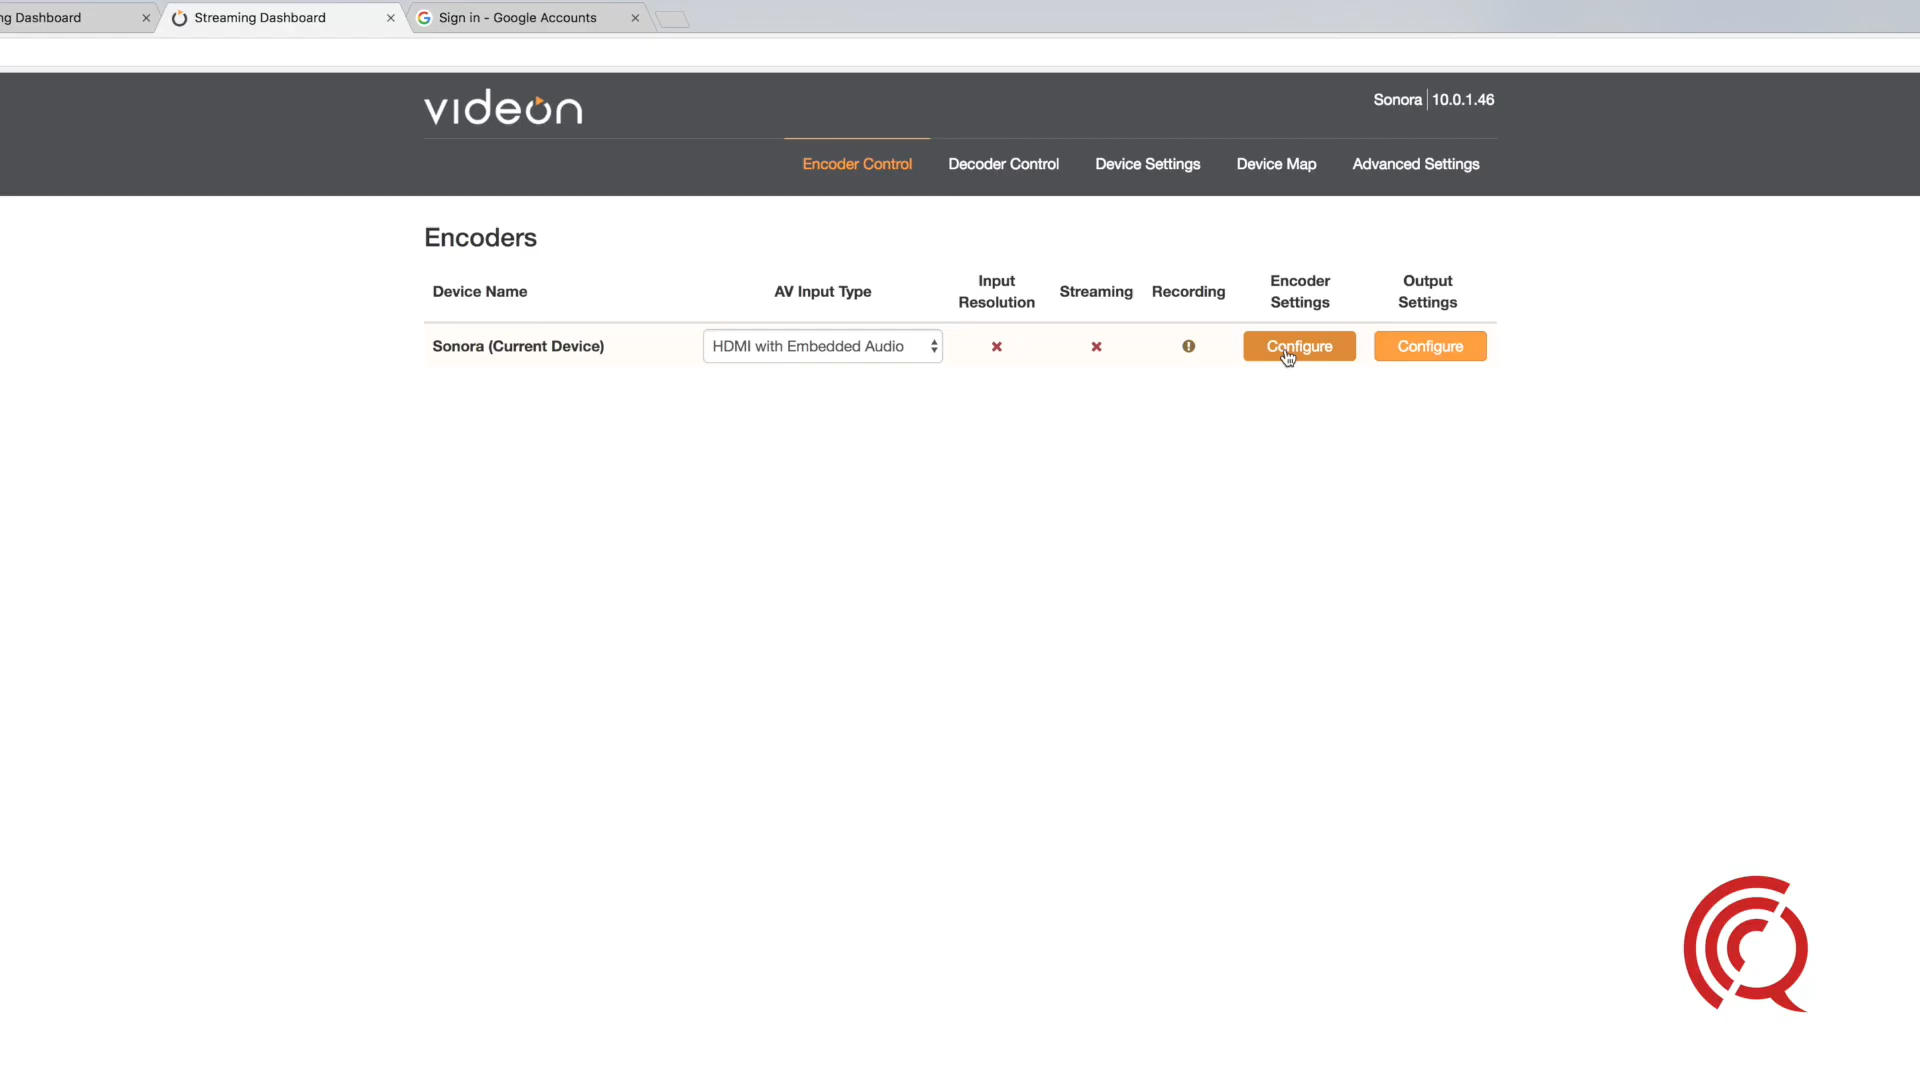 ng Dashboard
Streaming Dashboard
Sign in - Google Accounts
videon
Sonora 10.0.1.46
Encoder Control
Decoder Control
Device Settings
Device Map
Advanced Settings
Encoders
Device Name
AV Input Type
Input
Resolution
Streaming
Recording
Encoder
Settings
Output
Settings
Sonora (Current Device)
HDMI with Embedded Audio
Configure
Configure